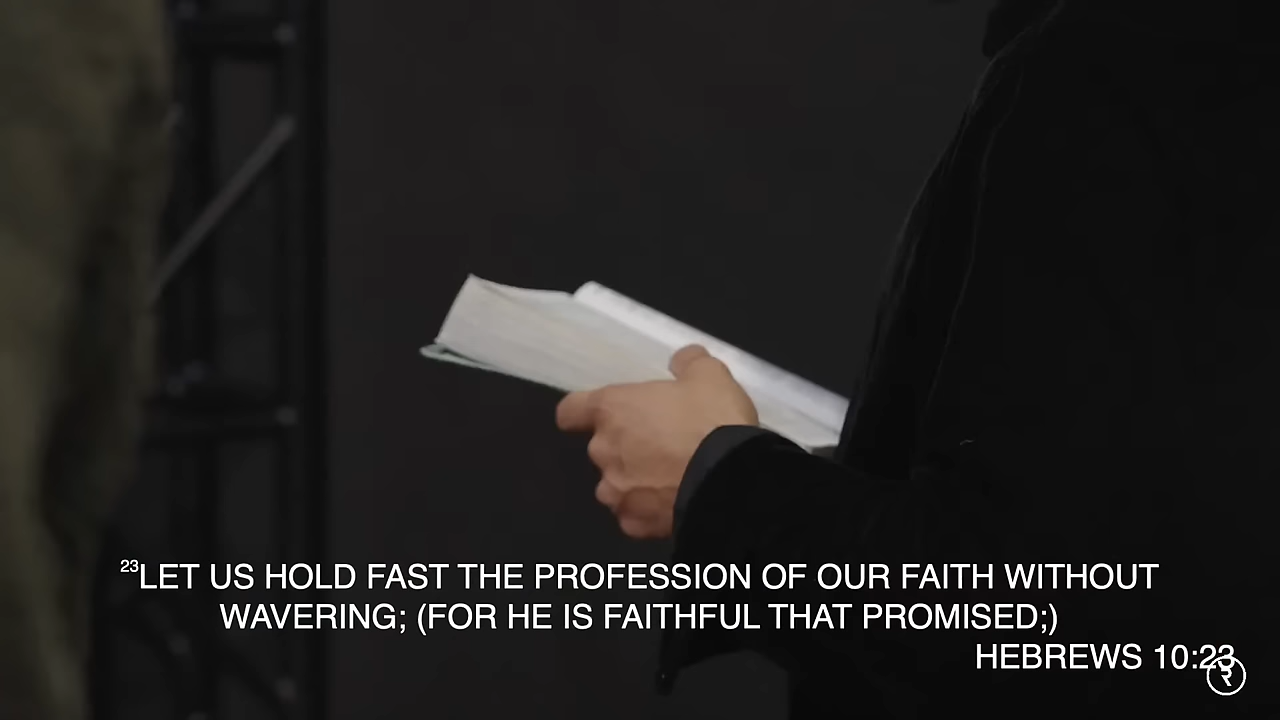 ²³LET US HOLD FAST THE PROFESSION OF OUR FAITH WITHOUT
WAVERING; (FOR HE IS FAITHFUL THAT PROMISED;)
HEBREWS 10:23